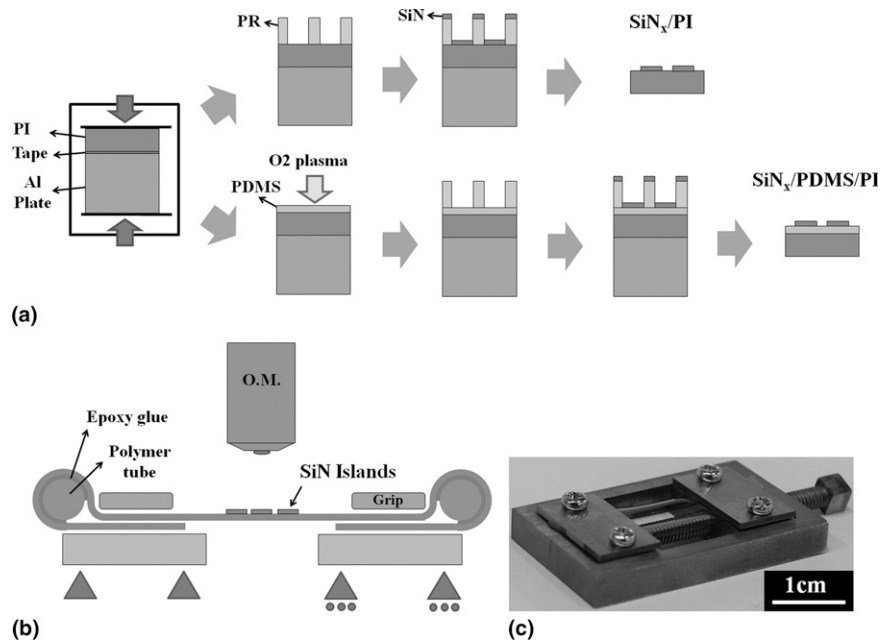 PR
SiN
SiNx/PI
PI
Tape
Al
Plate
O2 plasma
PDMS
SiNx/PDMS/PI
(a)
O.M.
Epoxy glue
Polymer
tube
SiN Islands
Grip
(b)
1cm
(c)